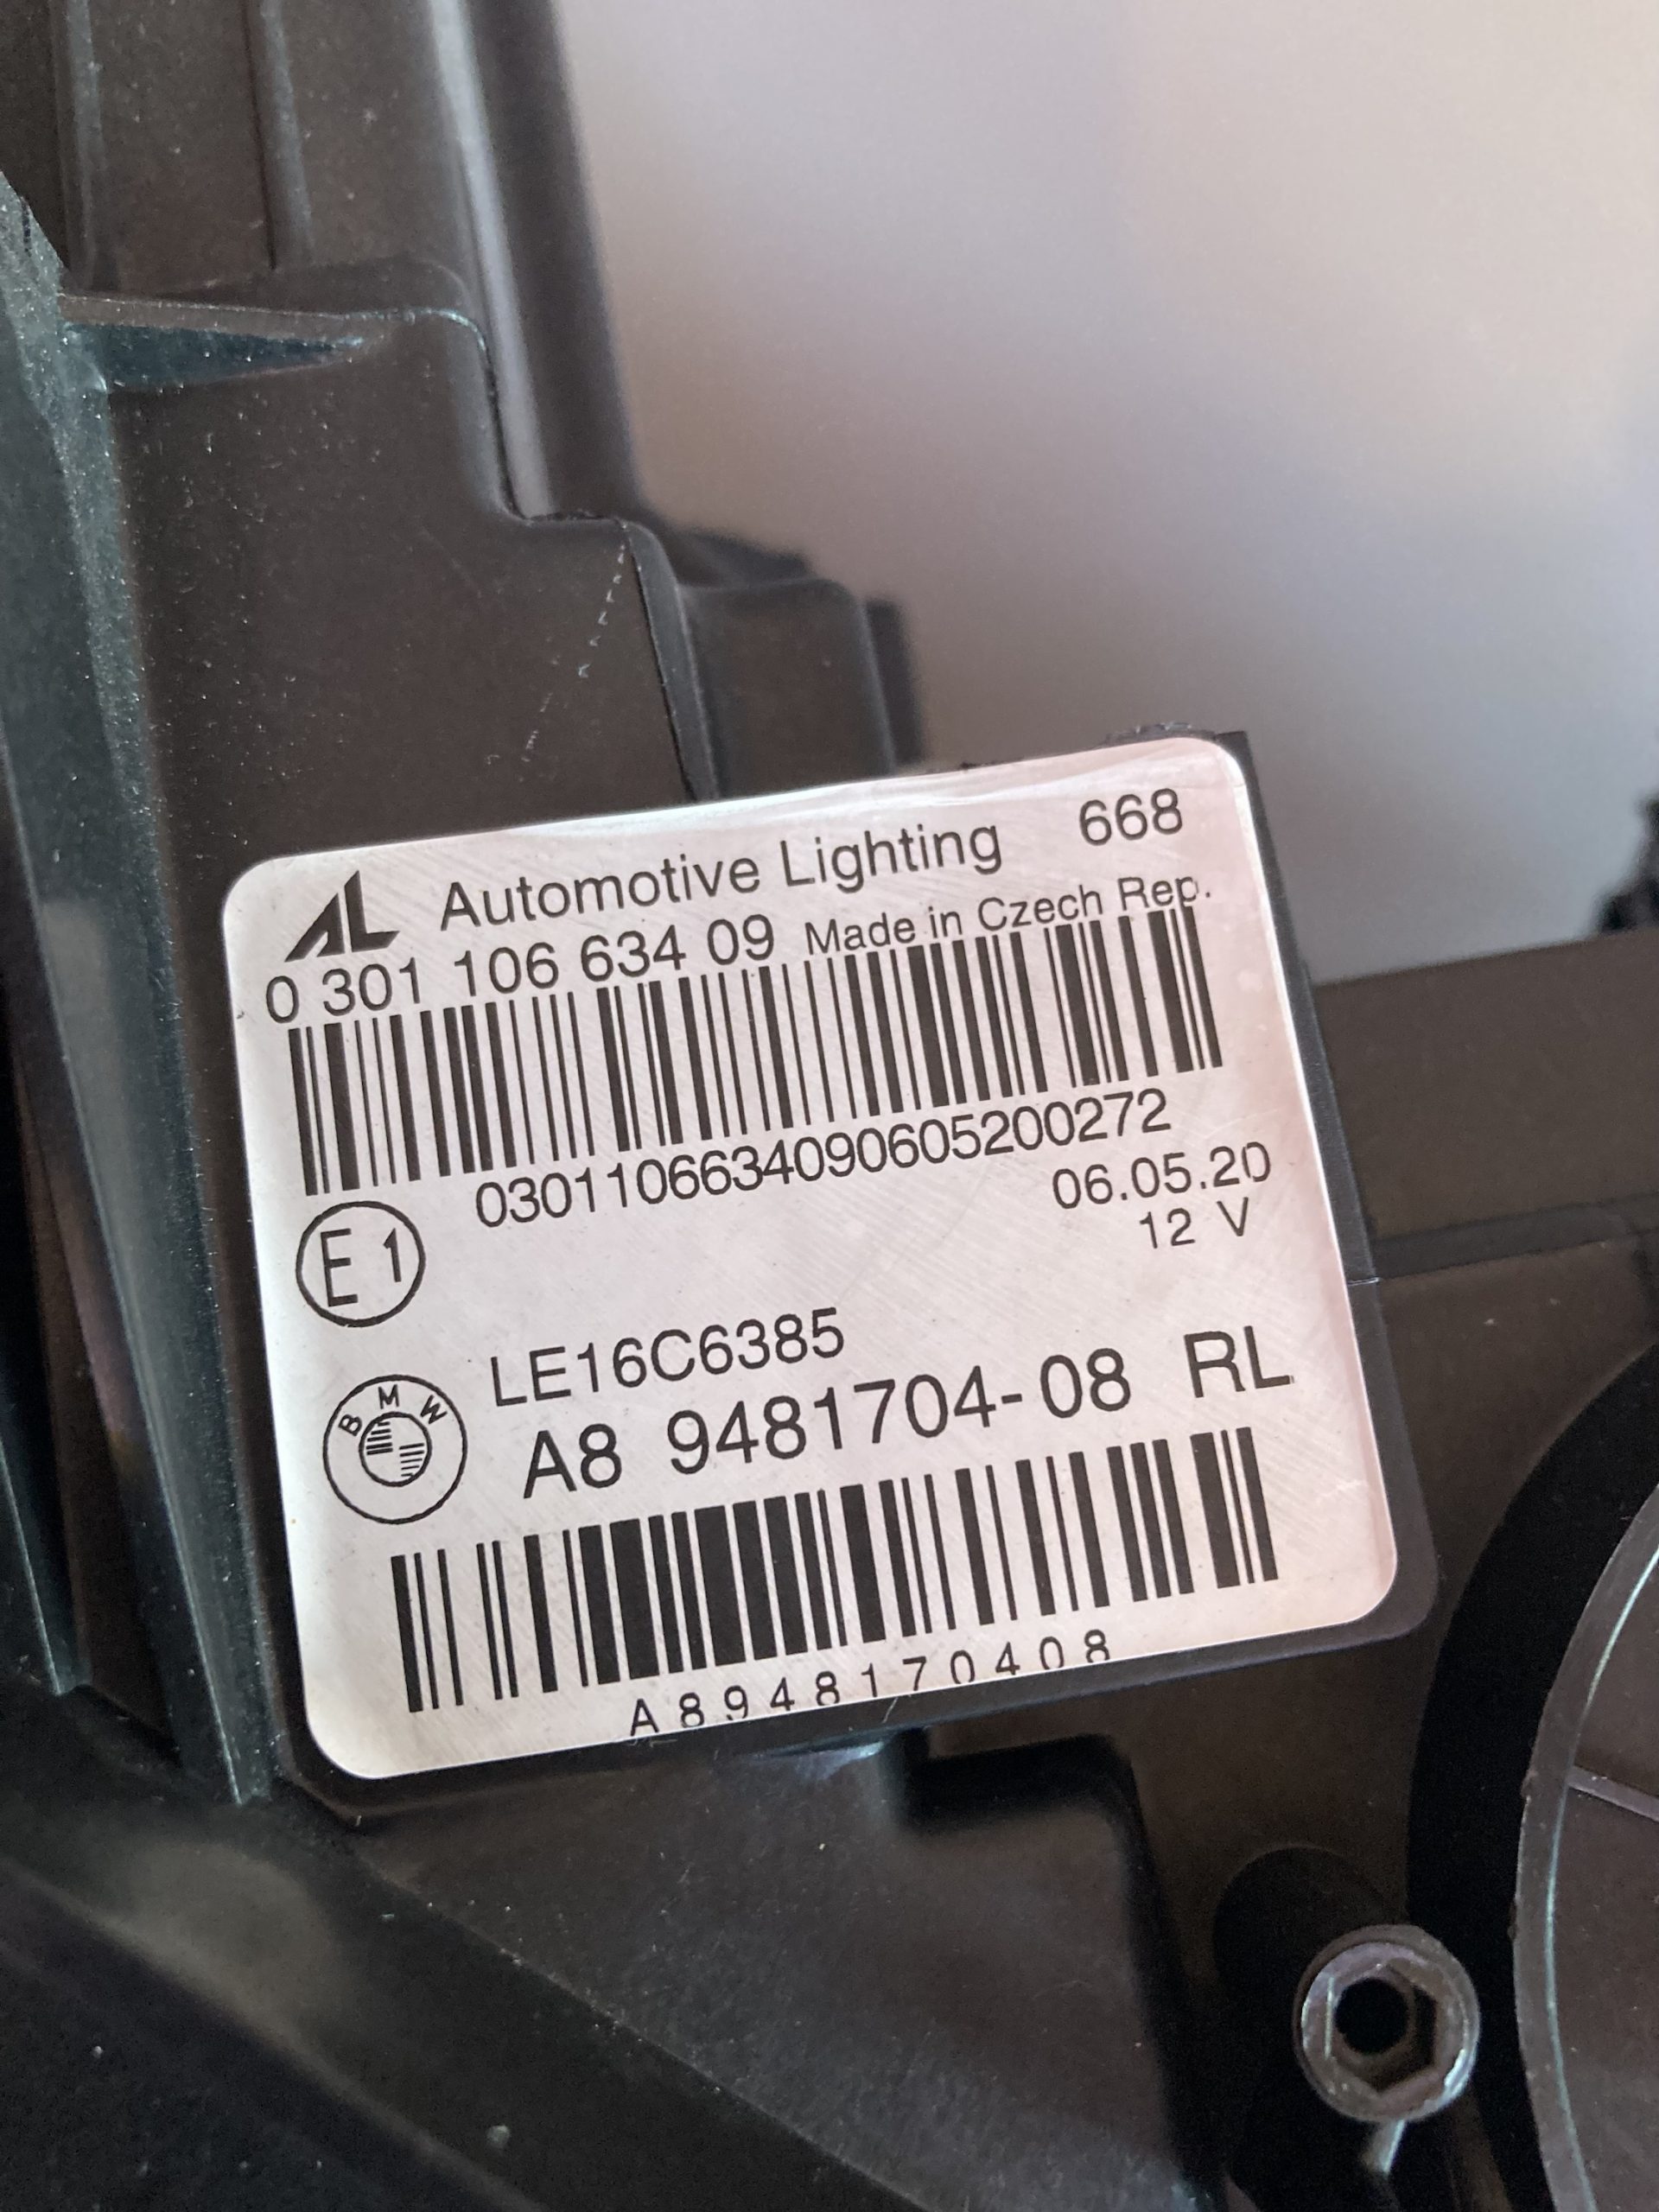 AL Automotive Lighting 668
0 301 106 634 09 Made in Czech Rep.
0301106634090605200272
06.05.20
E1 12 V
LE16C6385
BMW A8 9481704-08 RL
A8948170408